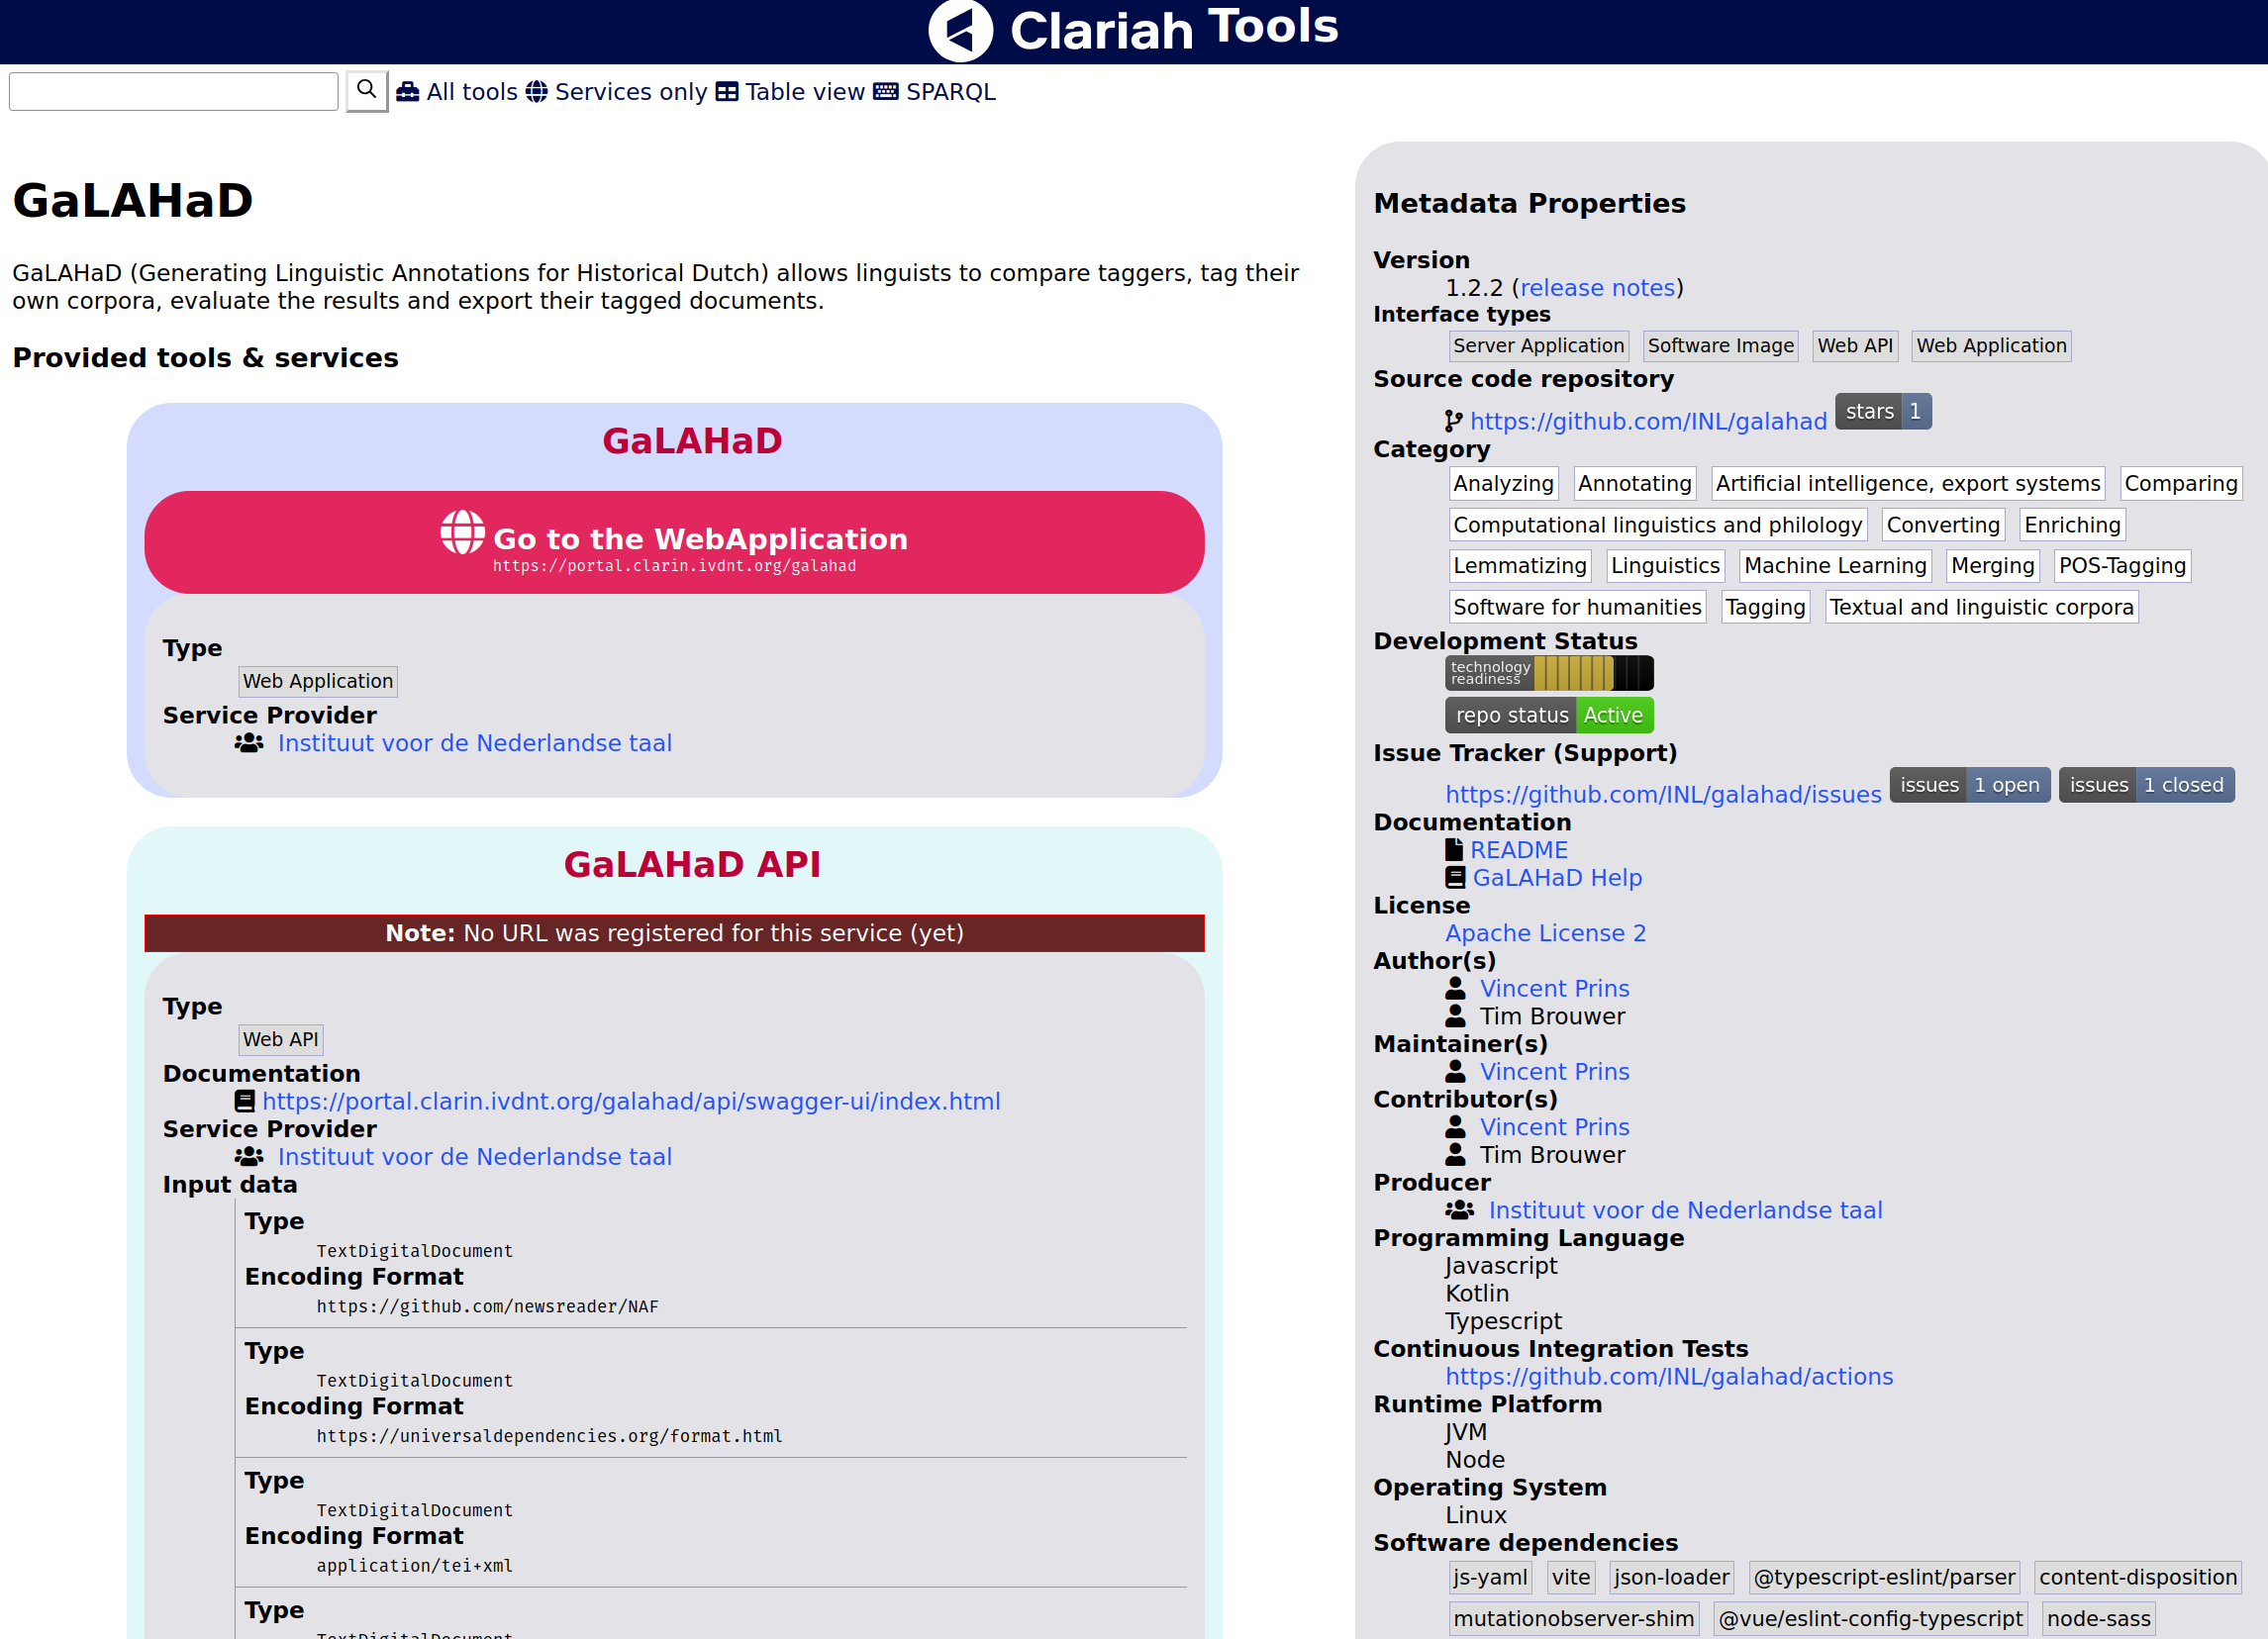 Clariah Tools
All tools Services only Table view SPARQL
GaLAHaD
GaLAHaD (Generating Linguistic Annotations for Historical Dutch) allows linguists to compare taggers, tag their
own corpora, evaluate the results and export their tagged documents.
Provided tools & services
GaLAHaD
Go to the WebApplication
https://portal.clarin.ivdnt.org/galahad
Type
Web Application
Service Provider
Instituut voor de Nederlandse taal
GaLAHaD API
Note: No URL was registered for this service (yet)
Type
Web API
Documentation
https://portal.clarin.ivdnt.org/galahad/api/swagger-ui/index.html
Service Provider
Instituut voor de Nederlandse taal
Input data
Type
TextDigitalDocument
Encoding Format
https://github.com/newsreader/NAF
Type
TextDigitalDocument
Encoding Format
https://universaldependencies.org/format.html
Type
TextDigitalDocument
Encoding Format
application/tei+xml
Type
TextDigitalDocument
Metadata Properties
Version
1.2.2 (release notes)
Interface types
Server Application Software Image Web API Web Application
Source code repository
https://github.com/INL/galahad stars 1
Category
Analyzing Annotating Artificial intelligence, export systems Comparing
Computational linguistics and philology Converting Enriching
Lemmatizing Linguistics Machine Learning Merging POS-Tagging
Software for humanities Tagging Textual and linguistic corpora
Development Status
technology
readiness
repo status Active
Issue Tracker (Support)
https://github.com/INL/galahad/issues issues 1 open issues 1 closed
Documentation
README
GaLAHaD Help
License
Apache License 2
Author(s)
Vincent Prins
Tim Brouwer
Maintainer(s)
Vincent Prins
Contributor(s)
Vincent Prins
Tim Brouwer
Producer
Instituut voor de Nederlandse taal
Programming Language
Javascript
Kotlin
Typescript
Continuous Integration Tests
https://github.com/INL/galahad/actions
Runtime Platform
JVM
Node
Operating System
Linux
Software dependencies
js-yaml vite json-loader @typescript-eslint/parser content-disposition
mutationobserver-shim @vue/eslint-config-typescript node-sass